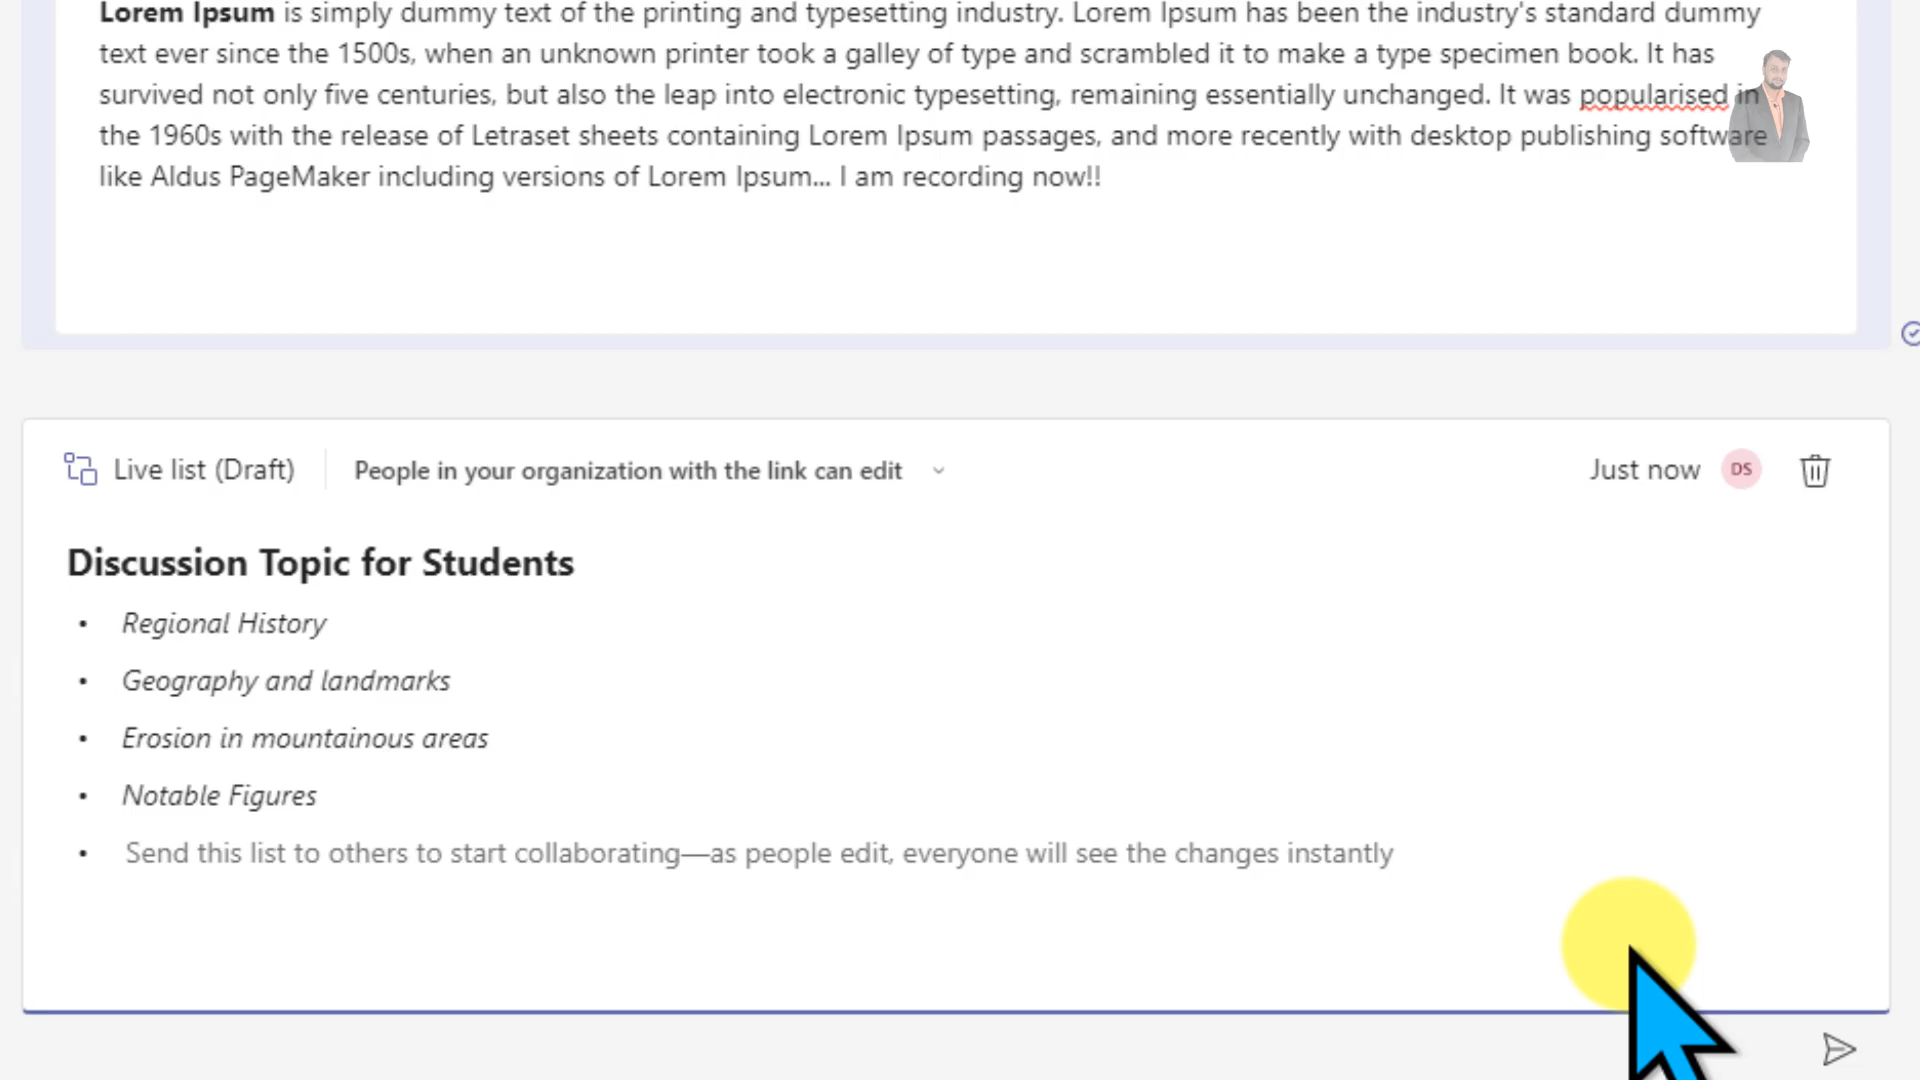 Lorem Ipsum is simply dummy text of the printing and typesetting industry. Lorem Ipsum has been the industry's standard dummy
text ever since the 1500s, when an unknown printer took a galley of type and scrambled it to make a type specimen book. It has
survived not only five centuries, but also the leap into electronic typesetting, remaining essentially unchanged. It was popularised in
the 1960s with the release of Letraset sheets containing Lorem Ipsum passages, and more recently with desktop publishing software
like Aldus PageMaker including versions of Lorem Ipsum... I am recording now!!
Live list (Draft) People in your organization with the link can edit Just now DS
Discussion Topic for Students
• Regional History
• Geography and landmarks
• Erosion in mountainous areas
• Notable Figures
• Send this list to others to start collaborating—as people edit, everyone will see the changes instantly